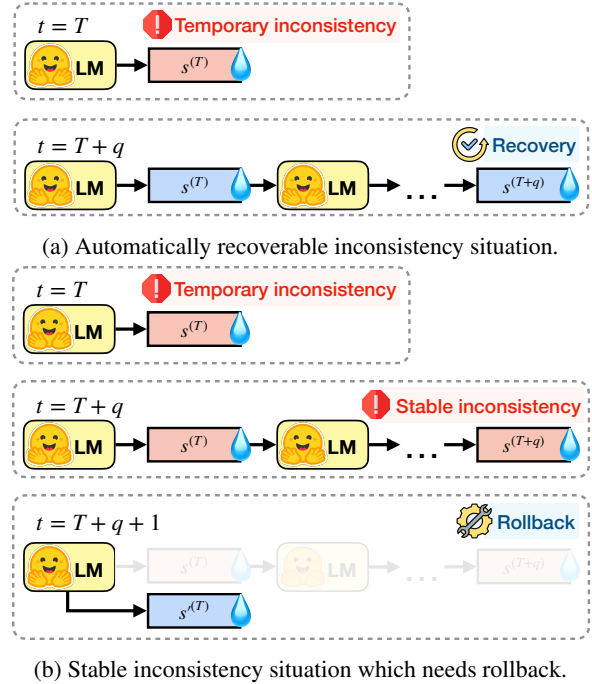 t = T
Temporary inconsistency
LM
s^(T)
t = T + q
Recovery
LM
s^(T)
LM
...
s^(T+q)
(a) Automatically recoverable inconsistency situation.
t = T
Temporary inconsistency
LM
s^(T)
t = T + q
Stable inconsistency
LM
s^(T)
LM
...
s^(T+q)
t = T + q + 1
Rollback
LM
s^(T)
LM
...
s^(T+q)
s′^(T)
(b) Stable inconsistency situation which needs rollback.